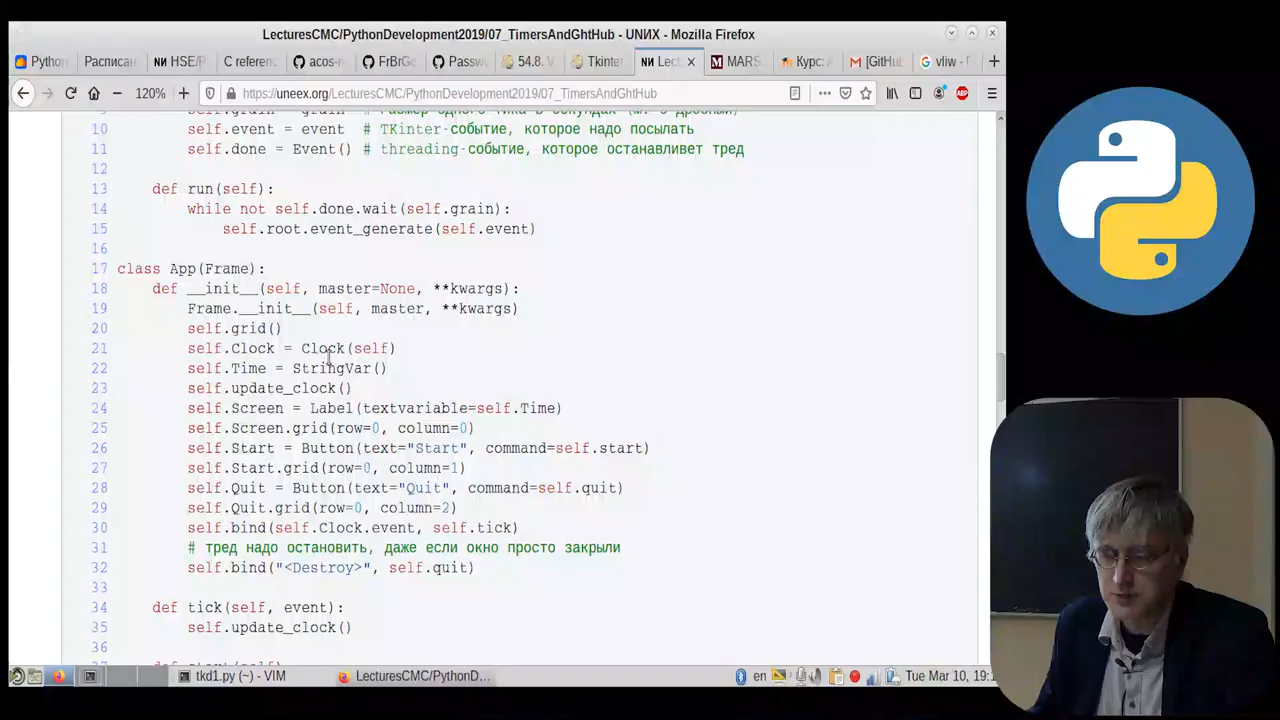 LecturesCMC/PythonDevelopment2019/07_TimersAndGhtHub - UNИX - Mozilla Firefox
Python
Расписан
NИ HSE/P
C referenc
acos-
FrBrGe
Passw
54.8. V
Tkinte
NИ Lect
MARS
Курс: A
[GitHub
vliw - П
120%
https://uneex.org/LecturesCMC/PythonDevelopment2019/07_TimersAndGhtHub
ABP
10 self.event = event # TKinter-событие, которое надо посылать
11 self.done = Event() # threading-событие, которое останавливет тред
12
13 def run(self):
14 while not self.done.wait(self.grain):
15 self.root.event_generate(self.event)
16
17 class App(Frame):
18 def __init__(self, master=None, **kwargs):
19 Frame.__init__(self, master, **kwargs)
20 self.grid()
21 self.Clock = Clock(self)
22 self.Time = StringVar()
23 self.update_clock()
24 self.Screen = Label(textvariable=self.Time)
25 self.Screen.grid(row=0, column=0)
26 self.Start = Button(text="Start", command=self.start)
27 self.Start.grid(row=0, column=1)
28 self.Quit = Button(text="Quit", command=self.quit)
29 self.Quit.grid(row=0, column=2)
30 self.bind(self.Clock.event, self.tick)
31 # тред надо остановить, даже если окно просто закрыли
32 self.bind("<Destroy>", self.quit)
33
34 def tick(self, event):
35 self.update_clock()
36
tkd1.py (~) - VIM
LecturesCMC/PythonD...
en
Tue Mar 10, 19:1